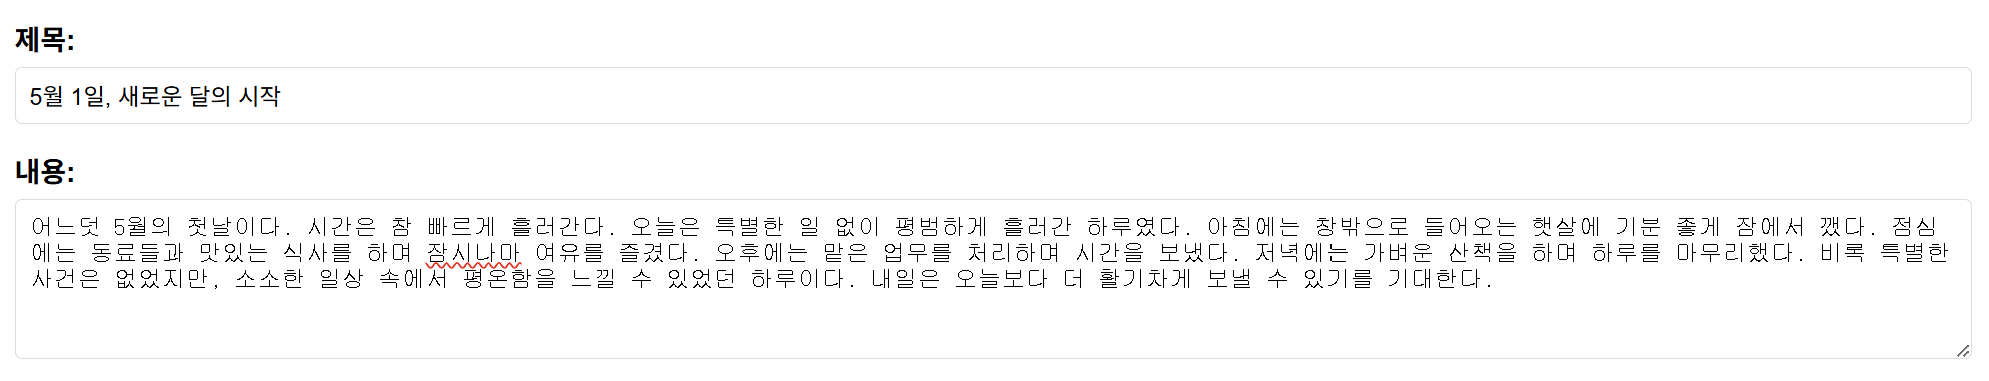 제목:
5월 1일, 새로운 달의 시작
내용:
어느덧 5월의 첫날이다. 시간은 참 빠르게 흘러간다. 오늘은 특별한 일 없이 평범하게 흘러간 하루였다. 아침에는 창밖으로 들어오는 햇살에 기분 좋게 잠에서 깼다. 점심
에는 동료들과 맛있는 식사를 하며 잠시나마 여유를 즐겼다. 오후에는 맡은 업무를 처리하며 시간을 보냈다. 저녁에는 가벼운 산책을 하며 하루를 마무리했다. 비록 특별한
사건은 없었지만, 소소한 일상 속에서 평온함을 느낄 수 있었던 하루이다. 내일은 오늘보다 더 활기차게 보낼 수 있기를 기대한다.